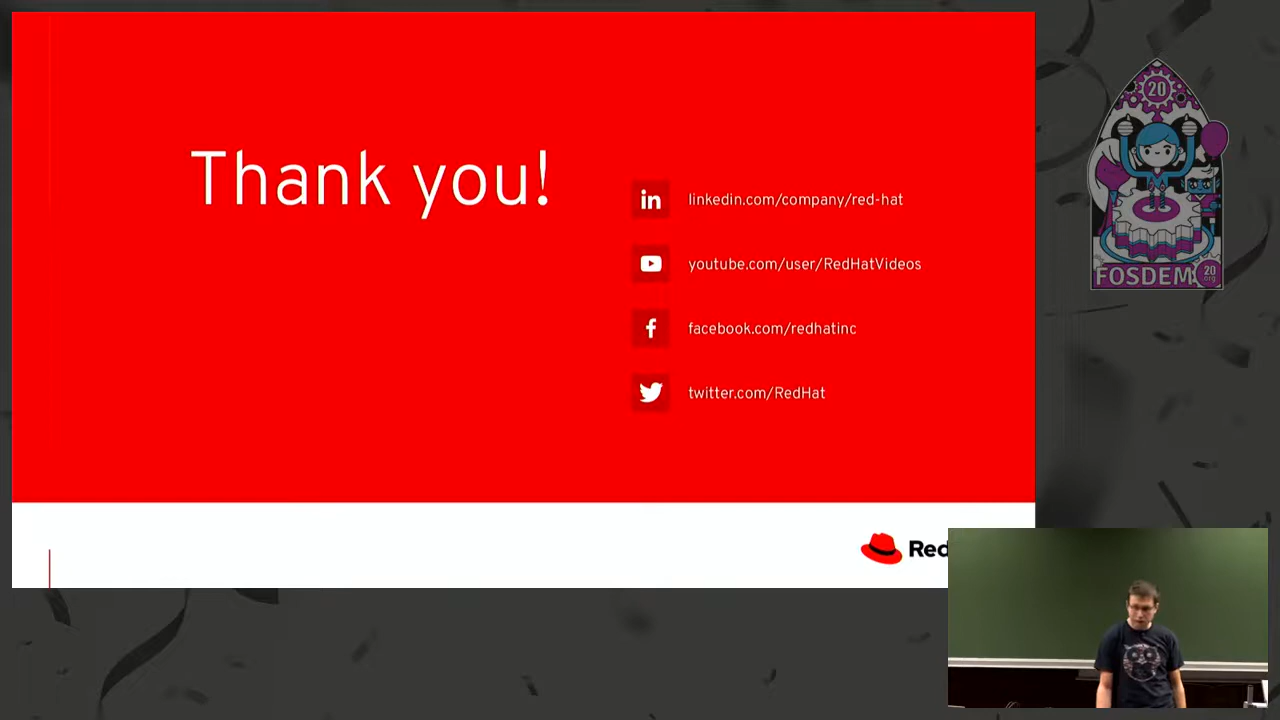 Thank you!
linkedin.com/company/red-hat
youtube.com/user/RedHatVideos
facebook.com/redhatinc
twitter.com/RedHat
Red
20
FOSDEM
20
.org